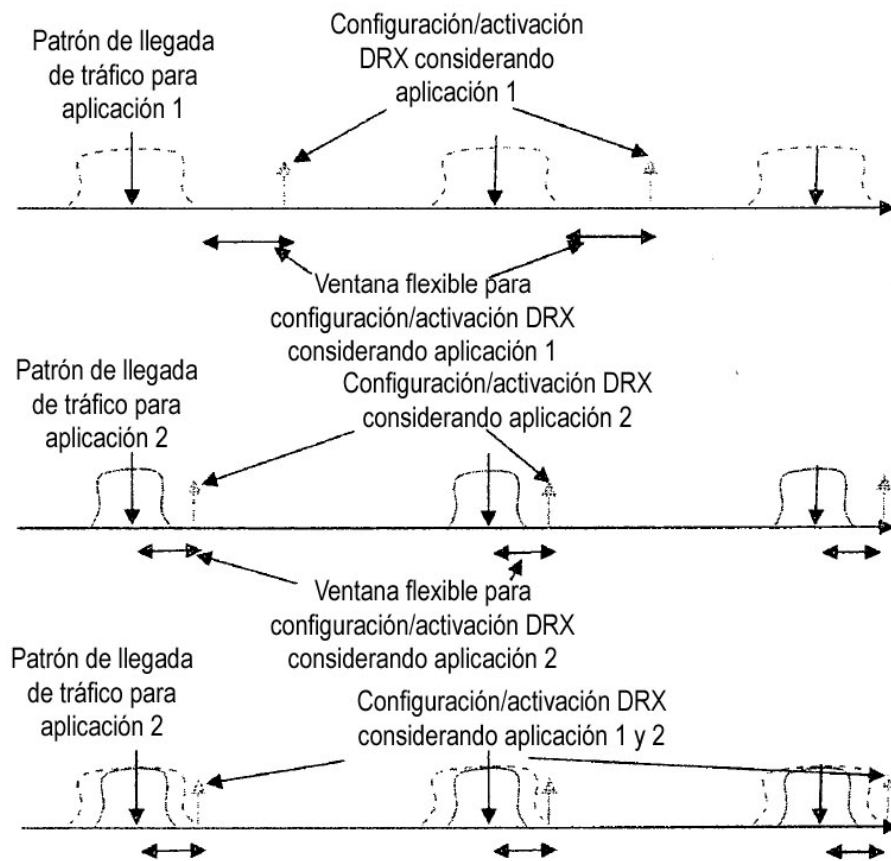 Patrón de llegada
de tráfico para
aplicación 1
Configuración/activación
DRX considerando
aplicación 1
Ventana flexible para
configuración/activación DRX
considerando aplicación 1
Patrón de llegada
de tráfico para
aplicación 2
Configuración/activación DRX
considerando aplicación 2
Ventana flexible para
configuración/activación DRX
considerando aplicación 2
Patrón de llegada
de tráfico para
aplicación 2
Configuración/activación DRX
considerando aplicación 1 y 2